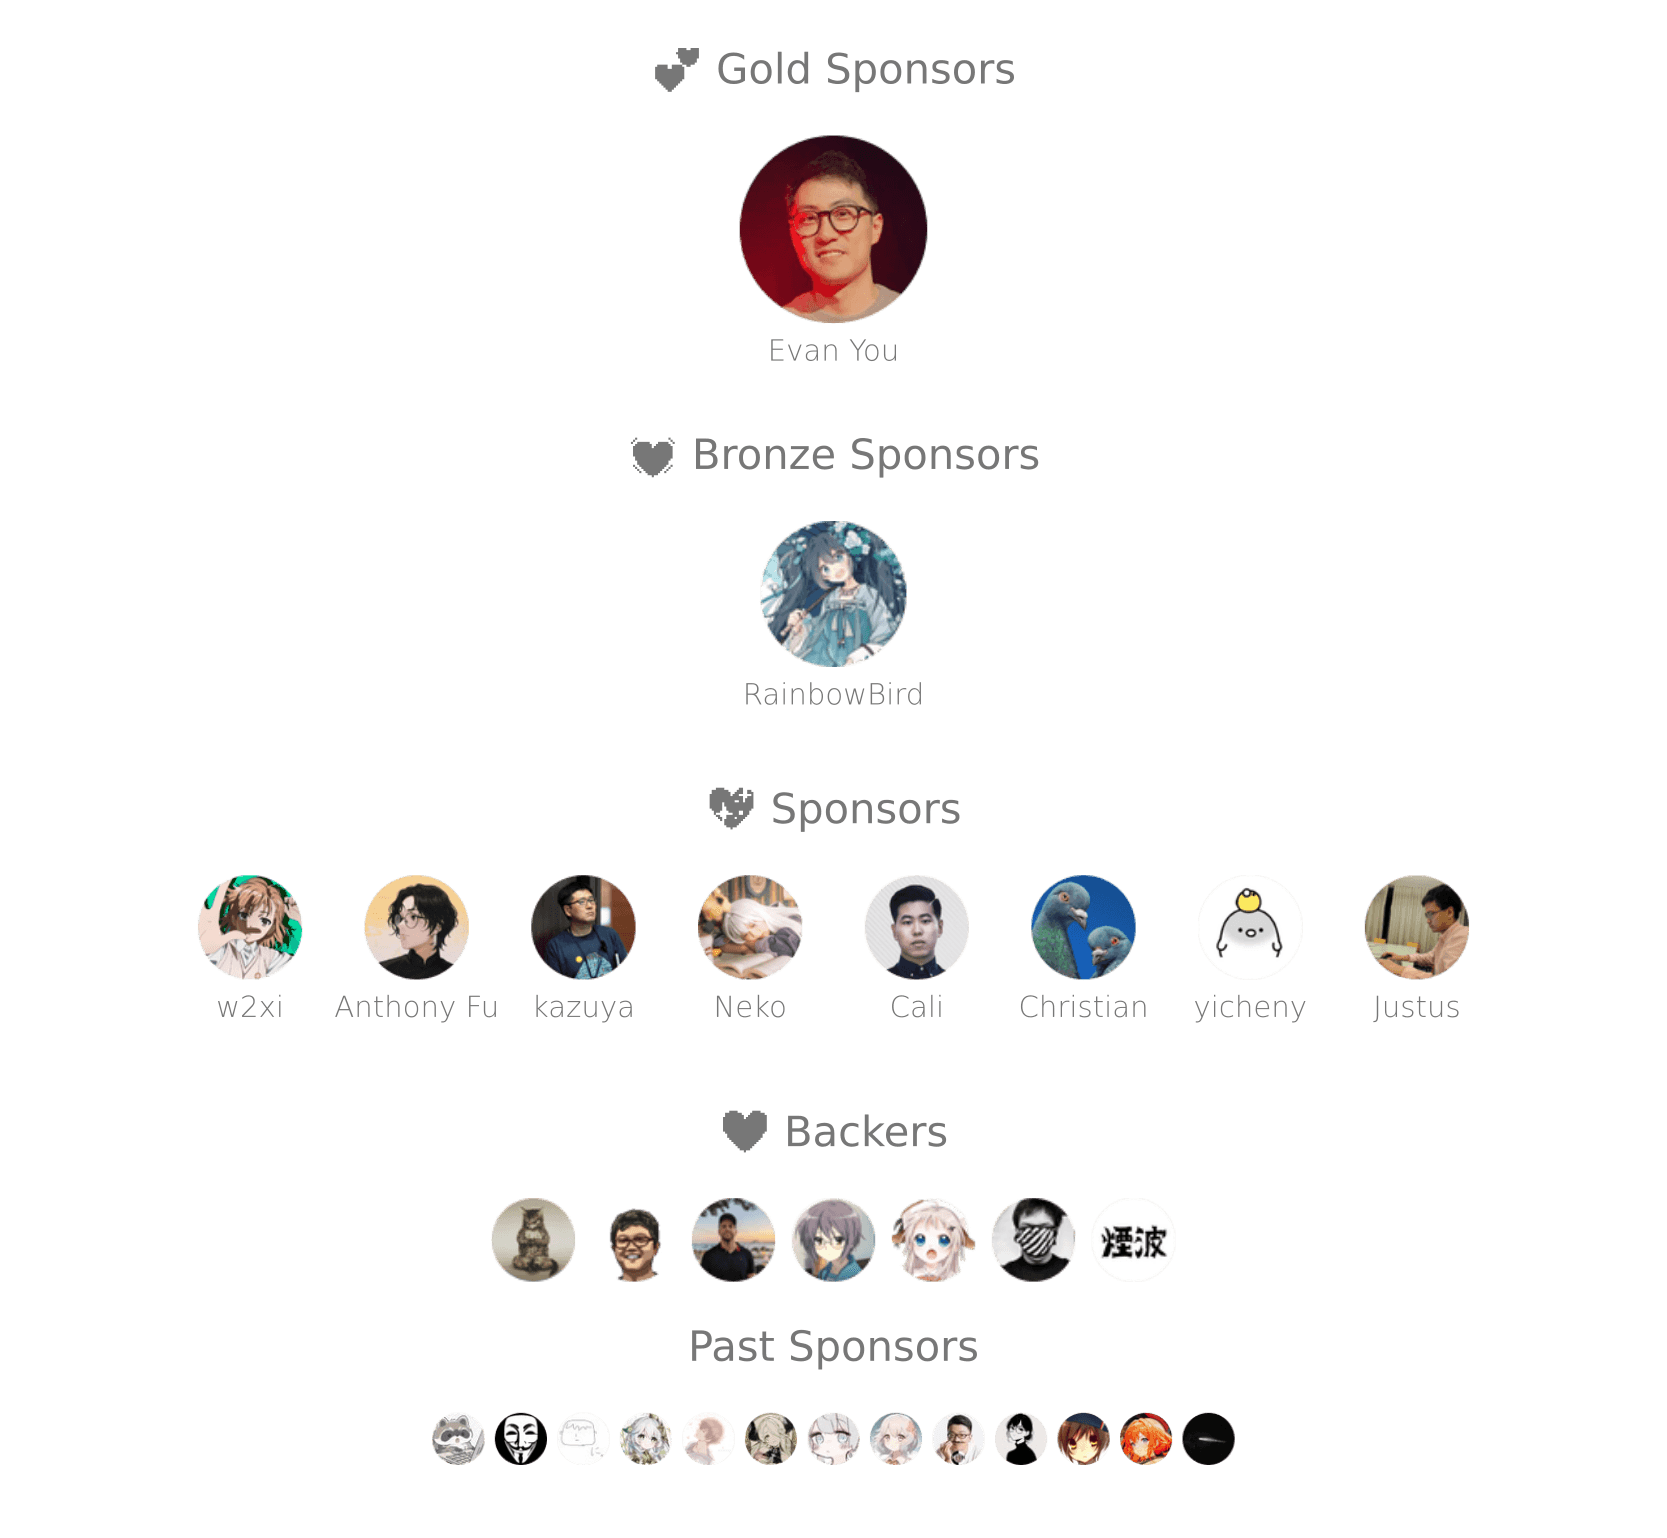 Gold Sponsors
Evan You
Bronze Sponsors
RainbowBird
Sponsors
w2xi Anthony Fu kazuya Neko Cali Christian yicheny Justus
Backers
煙波
Past Sponsors